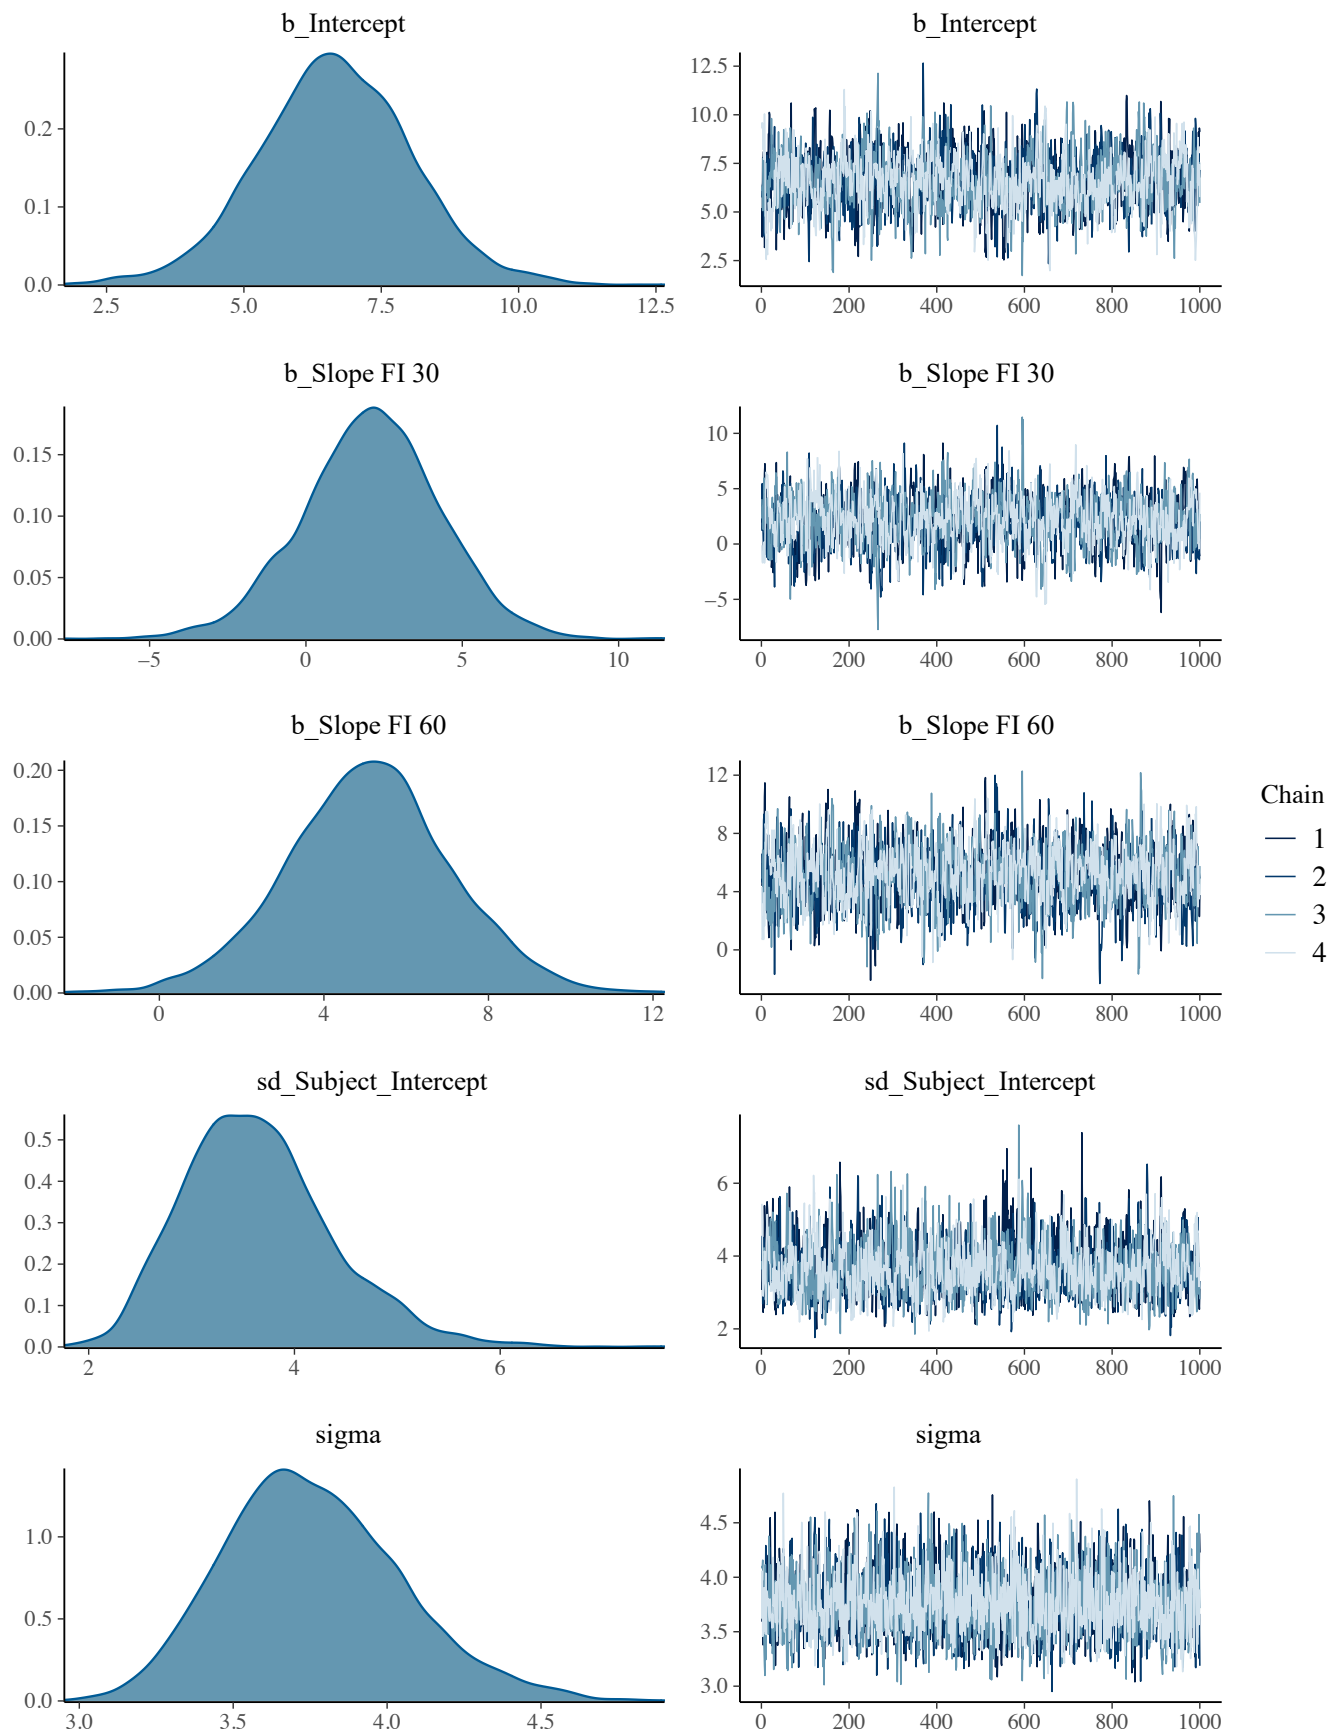 b_Intercept b_Intercept
0.2
0.1
0.0
2.5 5.0 7.5 10.0 12.5
12.5
10.0
7.5
5.0
2.5
0 200 400 600 800 1000
b_Slope FI 30 b_Slope FI 30
0.15
0.10
0.05
0.00
−5 0 5 10
10
5
0
−5
0 200 400 600 800 1000
b_Slope FI 60 b_Slope FI 60
0.20
0.15
0.10
0.05
0.00
0 4 8 12
12
8
4
0
0 200 400 600 800 1000
Chain
1
2
3
4
sd_Subject_Intercept sd_Subject_Intercept
0.5
0.4
0.3
0.2
0.1
0.0
2 4 6
6
4
2
0 200 400 600 800 1000
sigma sigma
1.0
0.5
0.0
3.0 3.5 4.0 4.5
4.5
4.0
3.5
3.0
0 200 400 600 800 1000